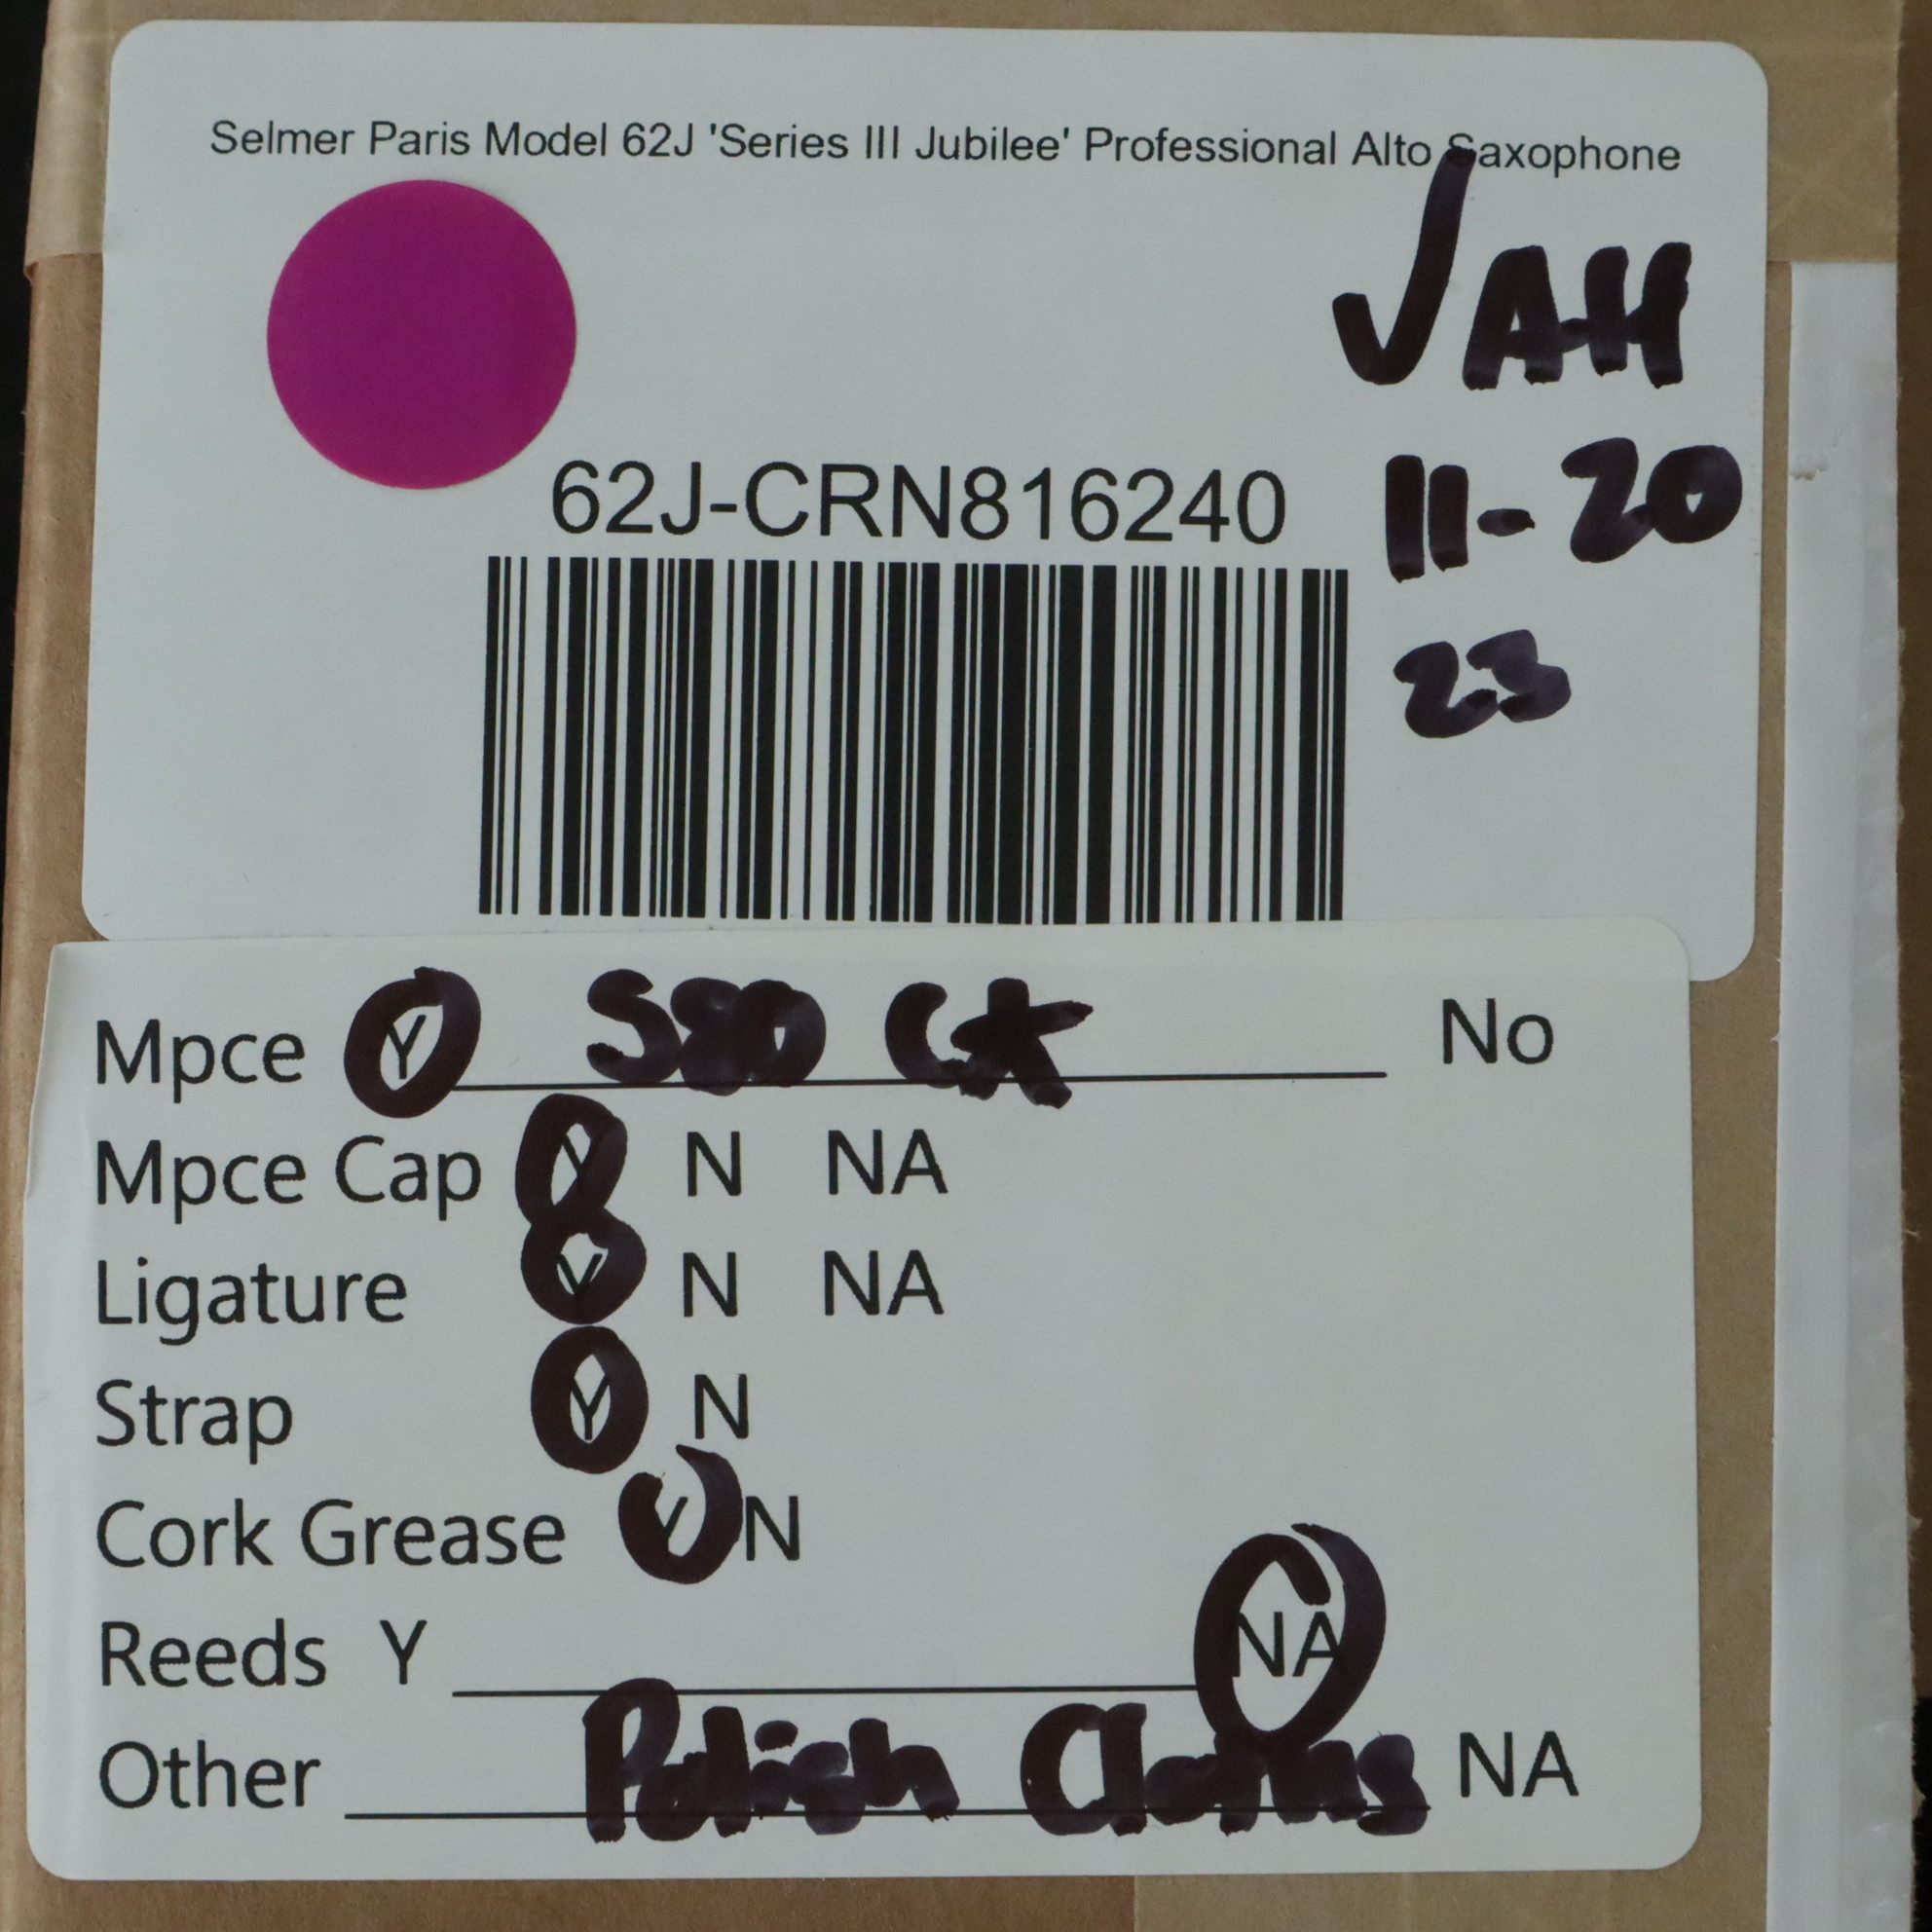 Selmer Paris Model 62J 'Series III Jubilee' Professional Alto Saxophone
JAH
62J-CRN816240
11-20
23
Mpce Y S80 C* No
Mpce Cap Y N NA
Ligature Y N NA
Strap Y N
Cork Grease Y N
Reeds Y NA
Other Polish Cloths NA